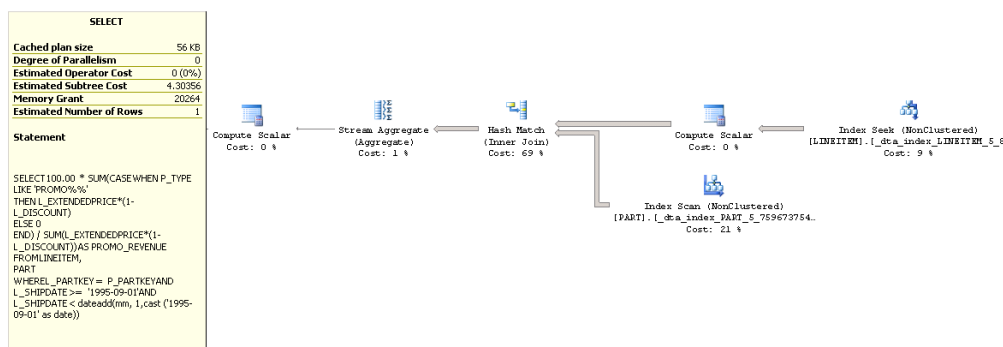 SELECT
Cached plan size 56 KB
Degree of Parallelism 0
Estimated Operator Cost 0 (0%)
Estimated Subtree Cost 4.30356
Memory Grant 20264
Estimated Number of Rows 1
Statement
SELECT100.00 * SUM(CASEWHEN P_TYPE
LIKE 'PROMO%%'
THEN L_EXTENDEDPRICE*(1-
L_DISCOUNT)
ELSE 0
END) / SUM(L_EXTENDEDPRICE*(1-
L_DISCOUNT))AS PROMO_REVENUE
FROMLINEITEM,
PART
WHEREL_PARTKEY = P_PARTKEYAND
L_SHIPDATE >= '1995-09-01'AND
L_SHIPDATE < dateadd(mm, 1,cast ('1995-
09-01' as date))
Compute Scalar
Cost: 0 %
Stream Aggregate
(Aggregate)
Cost: 1 %
Hash Match
(Inner Join)
Cost: 69 %
Compute Scalar
Cost: 0 %
Index Seek (NonClustered)
[LINEITEM].[_dta_index_LINEITEM_5_8
Cost: 9 %
Index Scan (NonClustered)
[PART].[_dta_index_PART_5_759673754…
Cost: 21 %